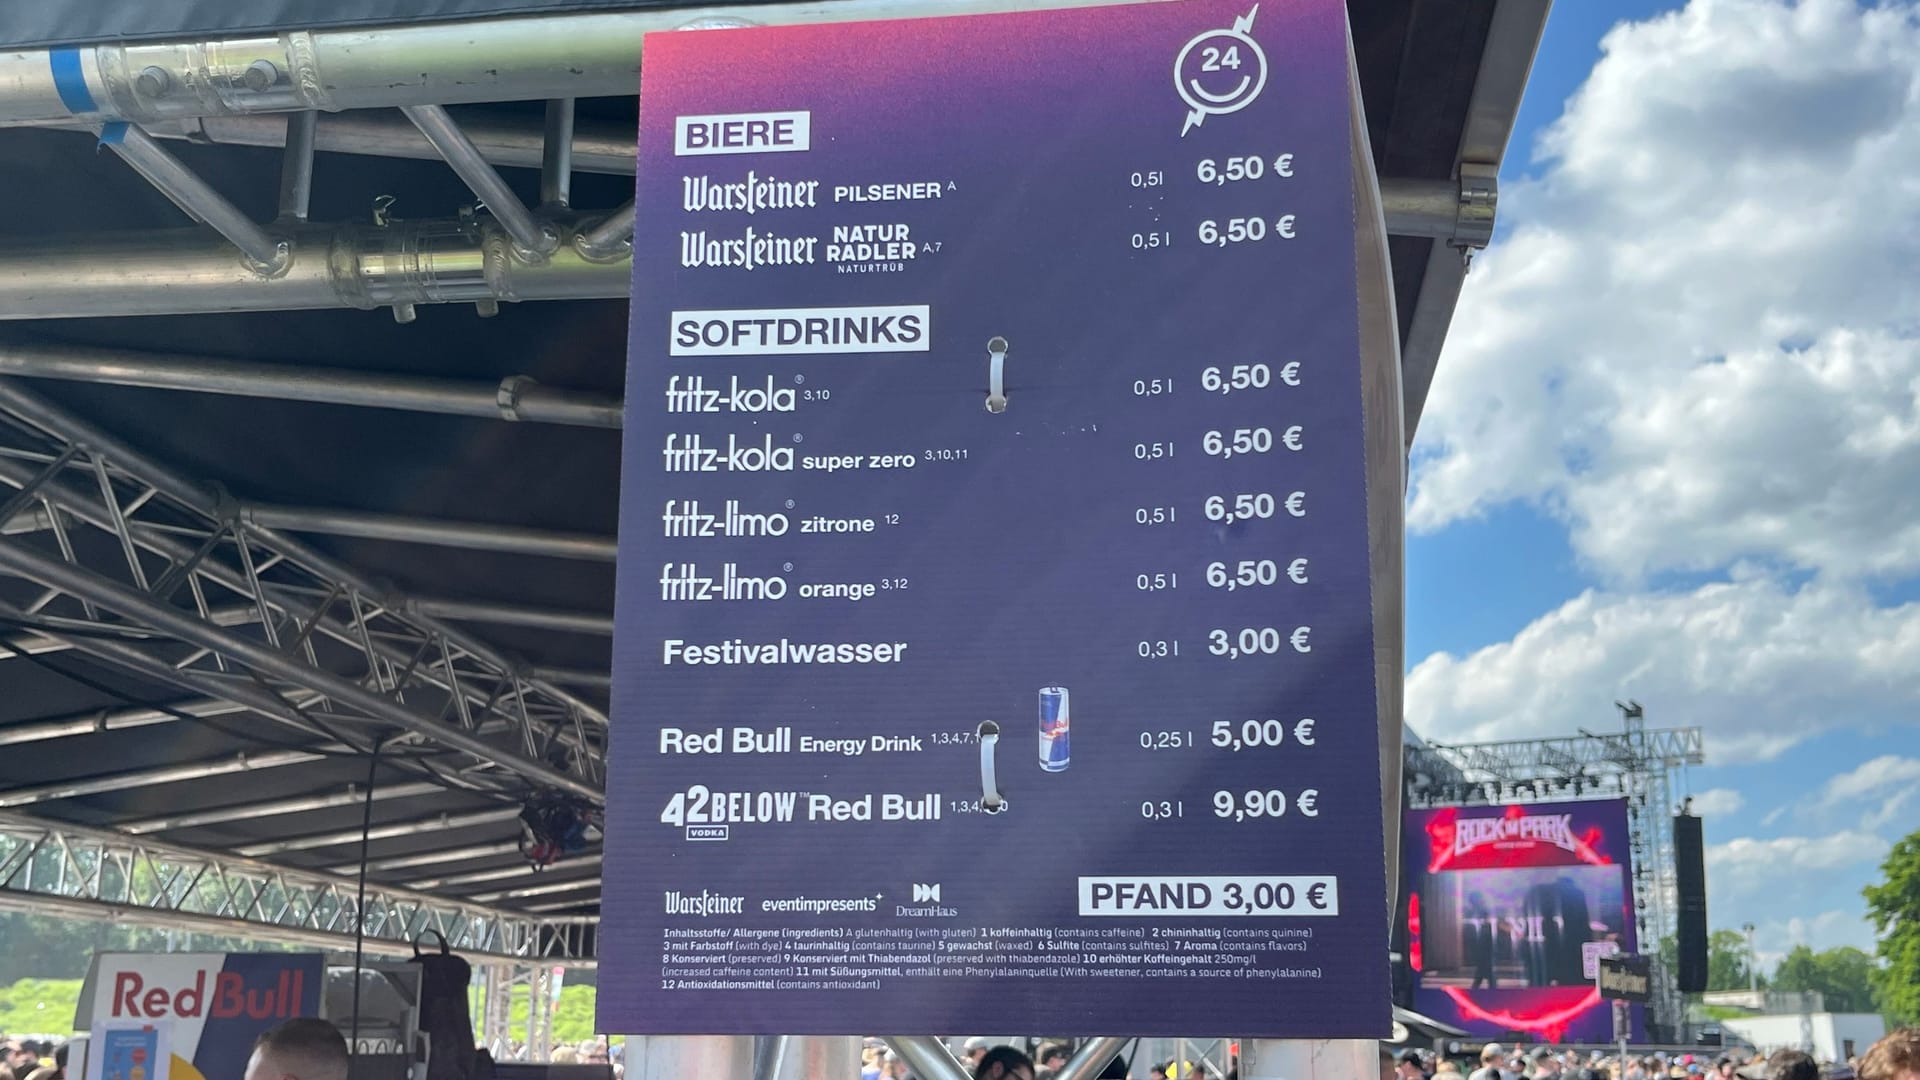 24
BIERE
Warsteiner PILSENER A 0,5l 6,50 €
Warsteiner NATUR RADLER NATURTRÜB A,7 0,5 l 6,50 €
SOFTDRINKS
fritz-kola® 3,10 0,5 l 6,50 €
fritz-kola® super zero 3,10,11 0,5 l 6,50 €
fritz-limo® zitrone 12 0,5 l 6,50 €
fritz-limo® orange 3,12 0,5 l 6,50 €
Festivalwasser 0,3 l 3,00 €
Red Bull Energy Drink 1,3,4,7, 0,25 l 5,00 €
42BELOW™ VODKA Red Bull 1,3,4, 0,3 l 9,90 €
Warsteiner eventimpresents DreamHaus PFAND 3,00 €
Inhaltsstoffe/ Allergene (ingredients) A glutenhaltig (with gluten) 1 koffeinhaltig (contains caffeine) 2 chininhaltig (contains quinine)
3 mit Farbstoff (with dye) 4 taurinhaltig (contains taurine) 5 gewachst (waxed) 6 Sulfite (contains sulfites) 7 Aroma (contains flavors)
8 Konserviert (preserved) 9 Konserviert mit Thiabendazol (preserved with thiabendazole) 10 erhöhter Koffeingehalt 250mg/l
(increased caffeine content) 11 mit Süßungsmittel, enthält eine Phenylalaninquelle (With sweetener, contains a source of phenylalanine)
12 Antioxidationsmittel (contains antioxidant)
Red Bull
ROCK IM PARK
Warsteiner